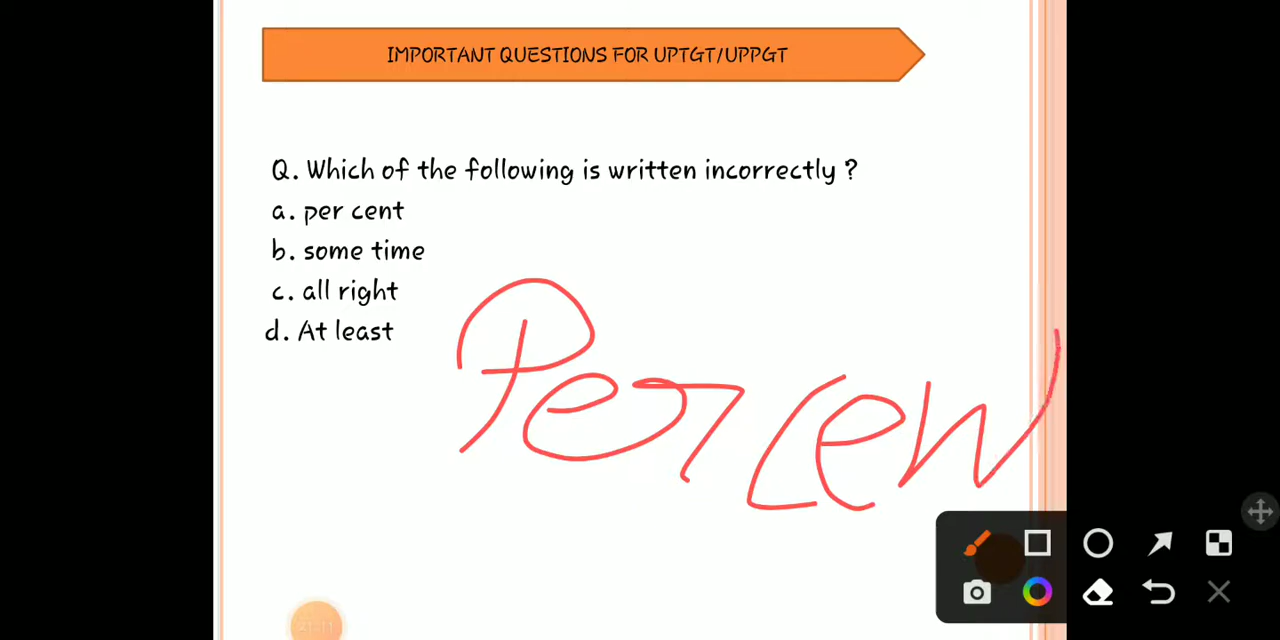 IMPORTANT QUESTIONS FOR UPTGT/UPPGT
Q. Which of the following is written incorrectly ?
a. per cent
b. some time
c. all right
d. At least
Percen